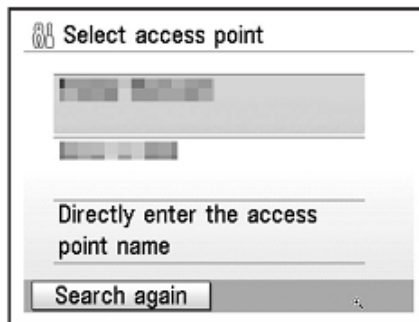 Select access point
Directly enter the access
point name
Search again